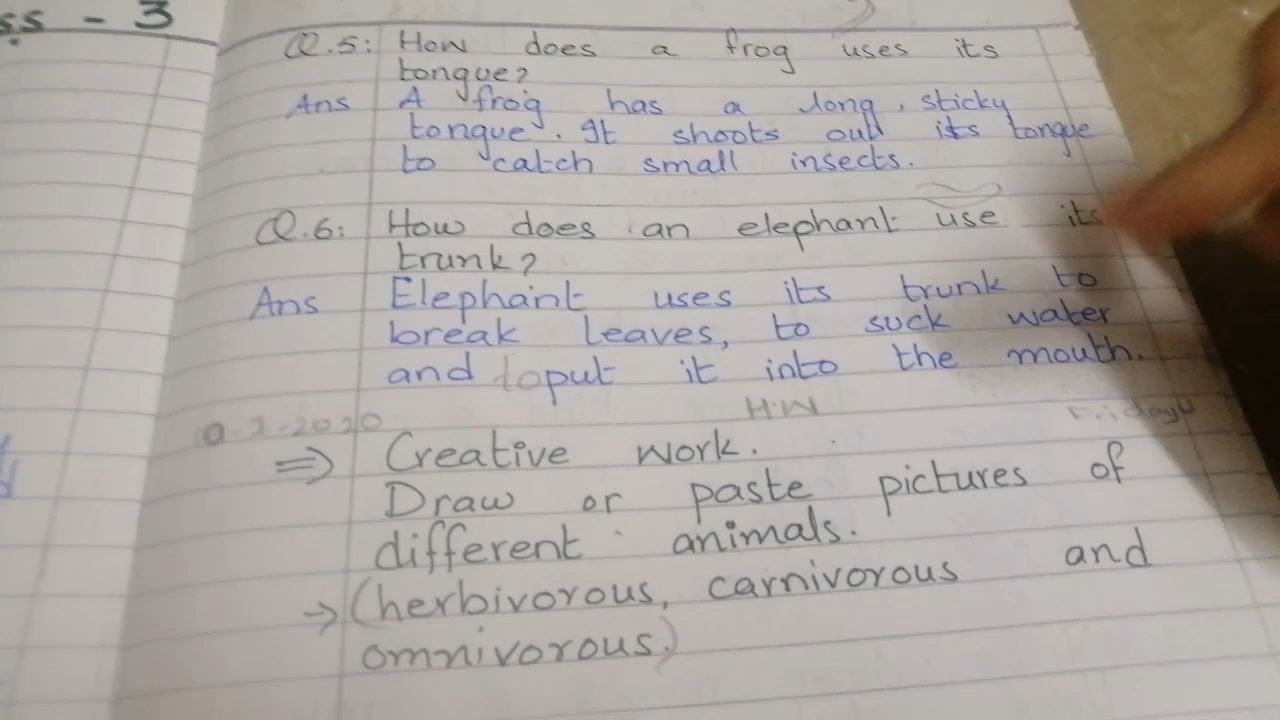 ss - 3
Q.5: How does a frog uses its
tongue?
Ans A frog has a long, sticky
tongue. It shoots out its tongue
to catch small insects.
Q.6: How does an elephant use its
trunk?
Ans Elephant uses its trunk to
break leaves, to suck water
and to put it into the mouth.
H.W Friday
⇒ Creative work.
Draw or paste pictures of
different animals.
→ (herbivorous, carnivorous and
omnivorous.)